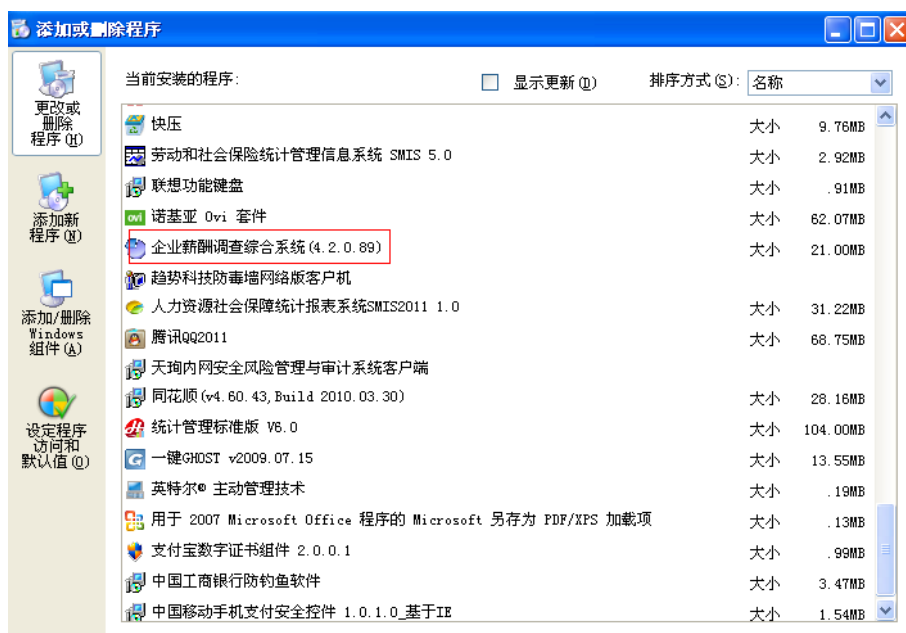 添加或删除程序
当前安装的程序:
显示更新(D)
排序方式(S):
名称
更改或
删除
程序(H)
添加新
程序(N)
添加/删除
Windows
组件(A)
设定程序
访问和
默认值(O)
快压 大小 9.76MB
劳动和社会保险统计管理信息系统 SMIS 5.0 大小 2.92MB
联想功能键盘 大小 .91MB
ovi 诺基亚 Ovi 套件 大小 62.07MB
企业薪酬调查综合系统(4.2.0.89) 大小 21.00MB
趋势科技防毒墙网络版客户机
人力资源社会保障统计报表系统SMIS2011 1.0 大小 31.22MB
腾讯QQ2011 大小 68.75MB
天珣内网安全风险管理与审计系统客户端
同花顺(v4.60.43,Build 2010.03.30) 大小 28.16MB
统计管理标准版 V6.0 大小 104.00MB
一键GHOST v2009.07.15 大小 13.55MB
英特尔® 主动管理技术 大小 .19MB
用于 2007 Microsoft Office 程序的 Microsoft 另存为 PDF/XPS 加载项 大小 .13MB
支付宝数字证书组件 2.0.0.1 大小 .99MB
中国工商银行防钓鱼软件 大小 3.47MB
中国移动手机支付安全控件 1.0.1.0_基于IE 大小 1.54MB